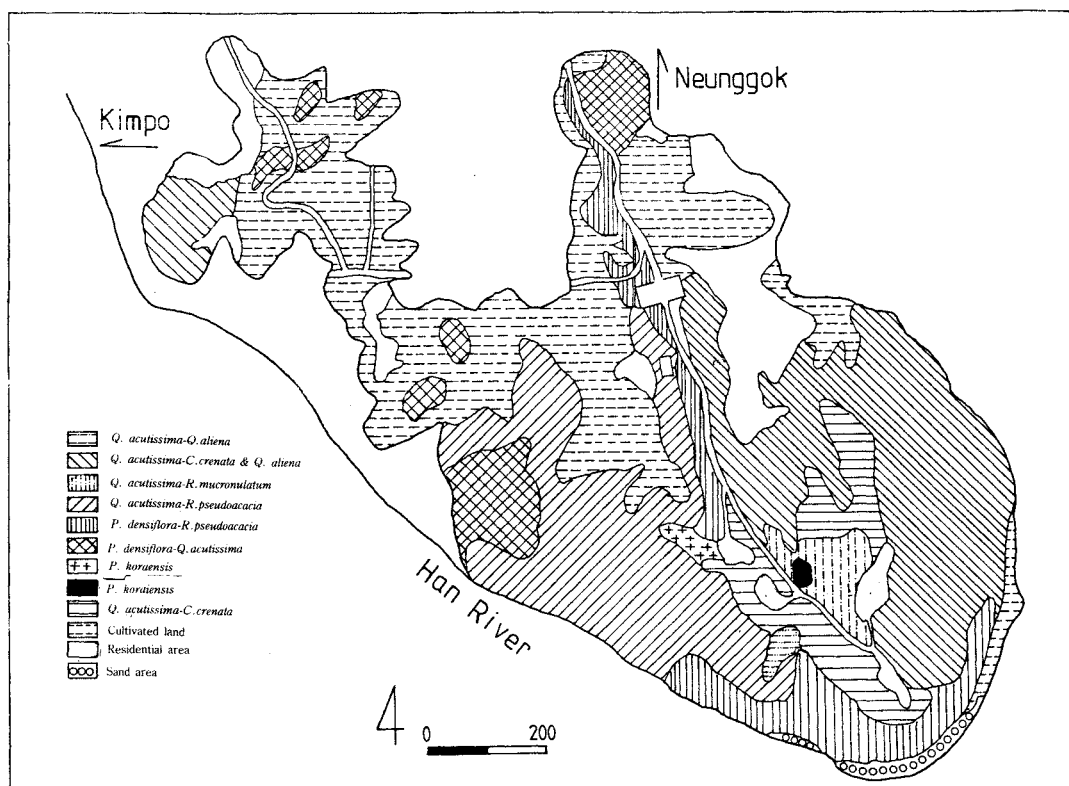 Kimpo
Neunggok
Q. acutissima-Q. aliena
Q. acutissima-C.crenata & Q. aliena
Q. acutissima-R.mucronulatum
Q. acutissima-R.pseudoacacia
P. densiflora-R.pseudoacacia
P. densiflora-Q.acutissima
P. koraensis
P. koraiensis
Q. acutissima-C.crenata
Cultivated land
Residential area
Sand area
Han River
4
0 200